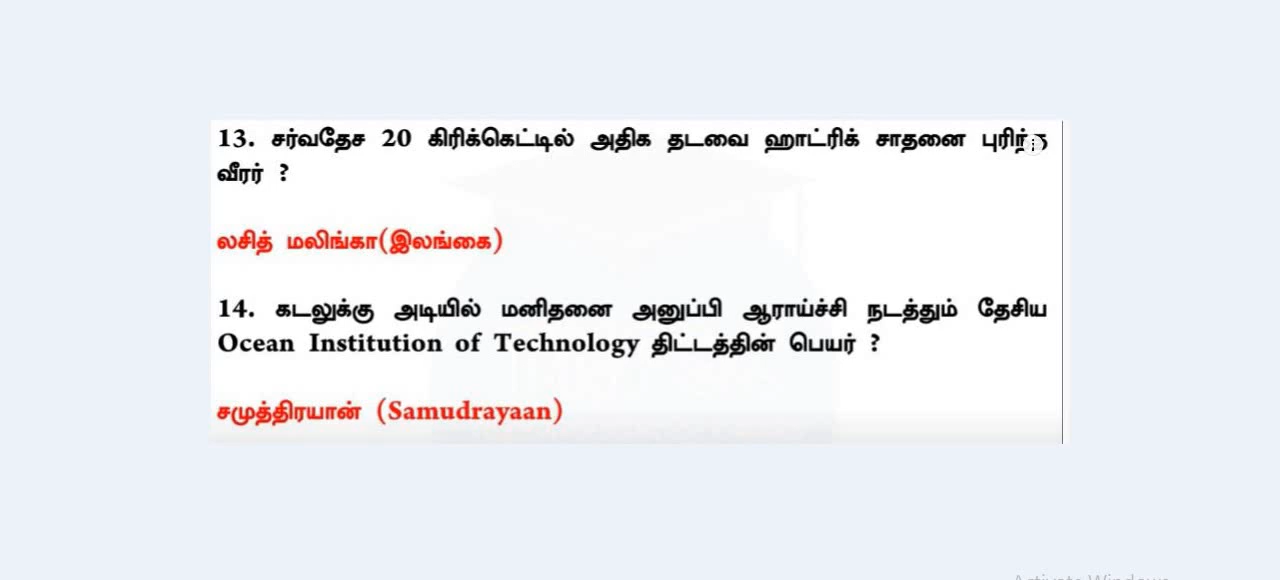 13. சர்வதேச 20 கிரிக்கெட்டில் அதிக தடவை ஹாட்ரிக் சாதனை புரிந்த
வீரர் ?
லசித் மலிங்கா(இலங்கை)
14. கடலுக்கு அடியில் மனிதனை அனுப்பி ஆராய்ச்சி நடத்தும் தேசிய
Ocean Institution of Technology திட்டத்தின் பெயர் ?
சமுத்திரயான் (Samudrayaan)